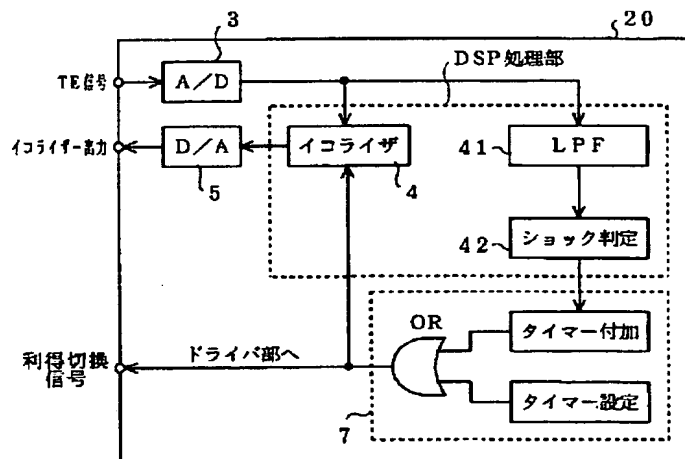 20
3
DSP処理部
TE信号
A／D
イコライザー出力
D／A
イコライザ
41
LPF
5
4
42
ショック判定
OR
タイマー付加
利得切換
信号
ドライバ部へ
タイマー設定
7